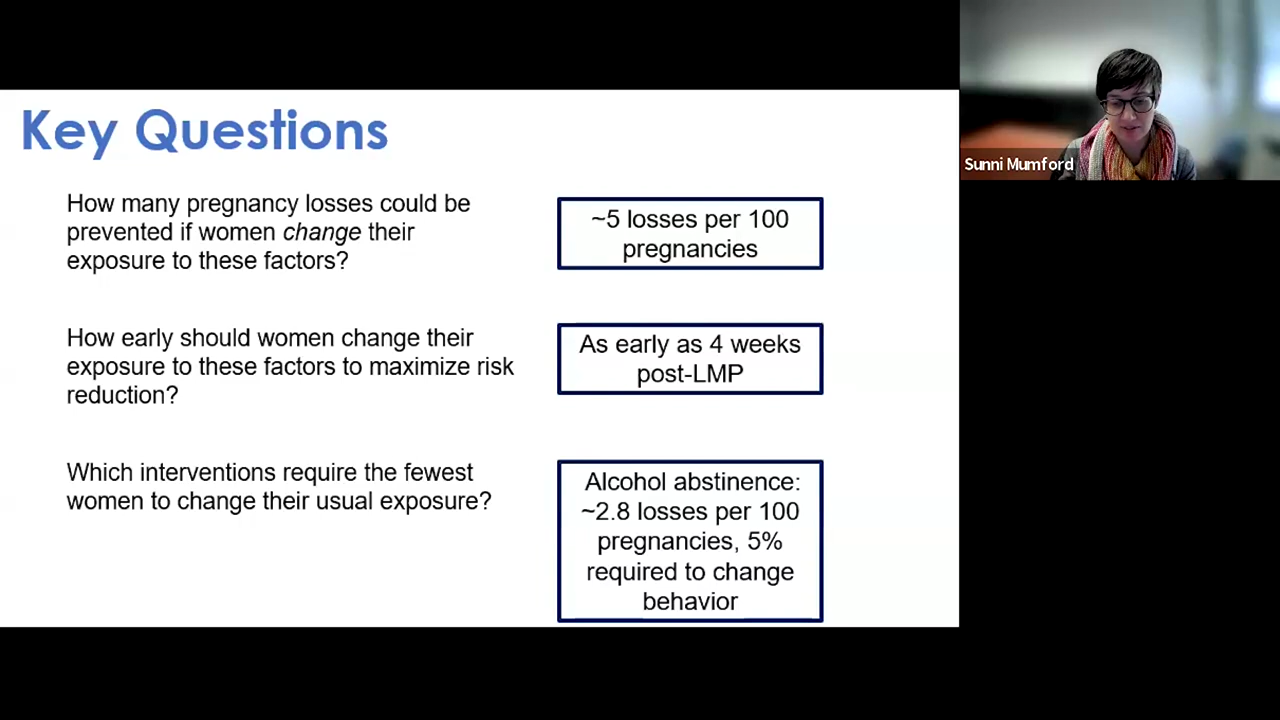 Key Questions
How many pregnancy losses could be
prevented if women change their
exposure to these factors?
~5 losses per 100
pregnancies
How early should women change their
exposure to these factors to maximize risk
reduction?
As early as 4 weeks
post-LMP
Which interventions require the fewest
women to change their usual exposure?
Alcohol abstinence:
~2.8 losses per 100
pregnancies, 5%
required to change
behavior
Sunni Mumford